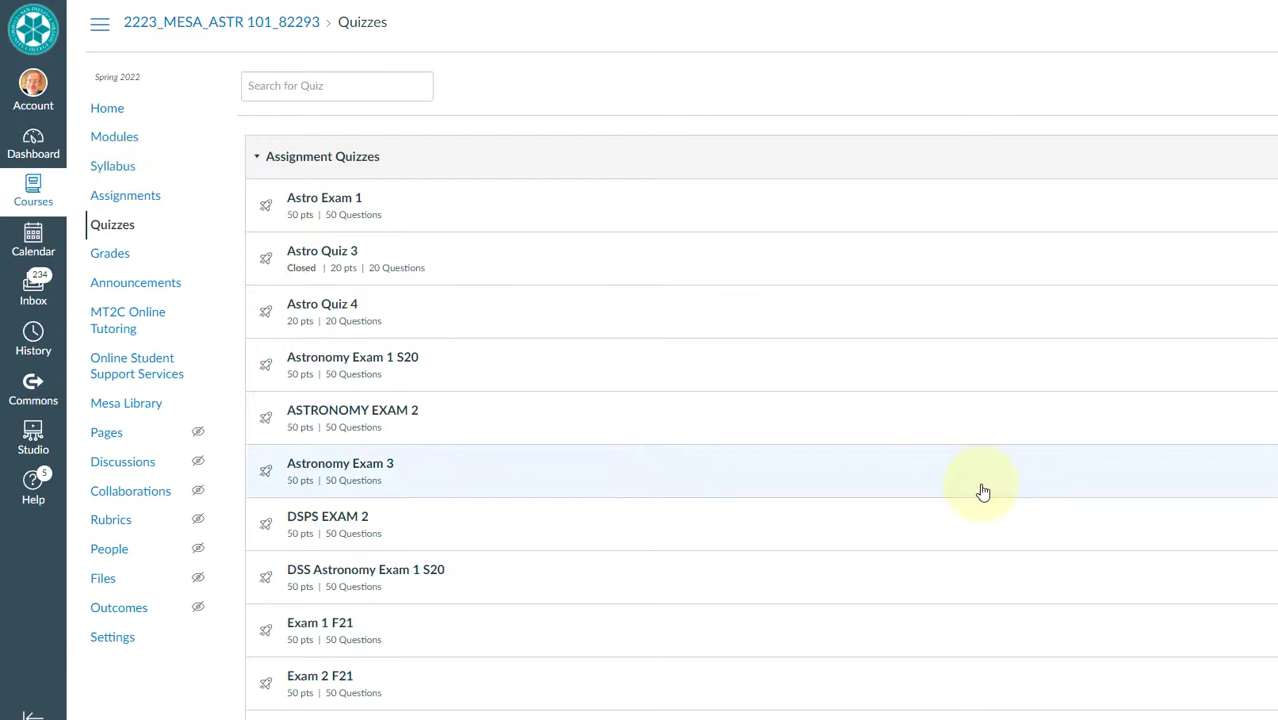 2223_MESA_ASTR 101_82293 › Quizzes
Spring 2022
Search for Quiz
Account
Dashboard
Courses
Calendar
234
Inbox
History
Commons
Studio
5
Help
Home
Modules
Syllabus
Assignments
Quizzes
Grades
Announcements
MT2C Online
Tutoring
Online Student
Support Services
Mesa Library
Pages
Discussions
Collaborations
Rubrics
People
Files
Outcomes
Settings
Assignment Quizzes
Astro Exam 1
50 pts | 50 Questions
Astro Quiz 3
Closed | 20 pts | 20 Questions
Astro Quiz 4
20 pts | 20 Questions
Astronomy Exam 1 S20
50 pts | 50 Questions
ASTRONOMY EXAM 2
50 pts | 50 Questions
Astronomy Exam 3
50 pts | 50 Questions
DSPS EXAM 2
50 pts | 50 Questions
DSS Astronomy Exam 1 S20
50 pts | 50 Questions
Exam 1 F21
50 pts | 50 Questions
Exam 2 F21
50 pts | 50 Questions